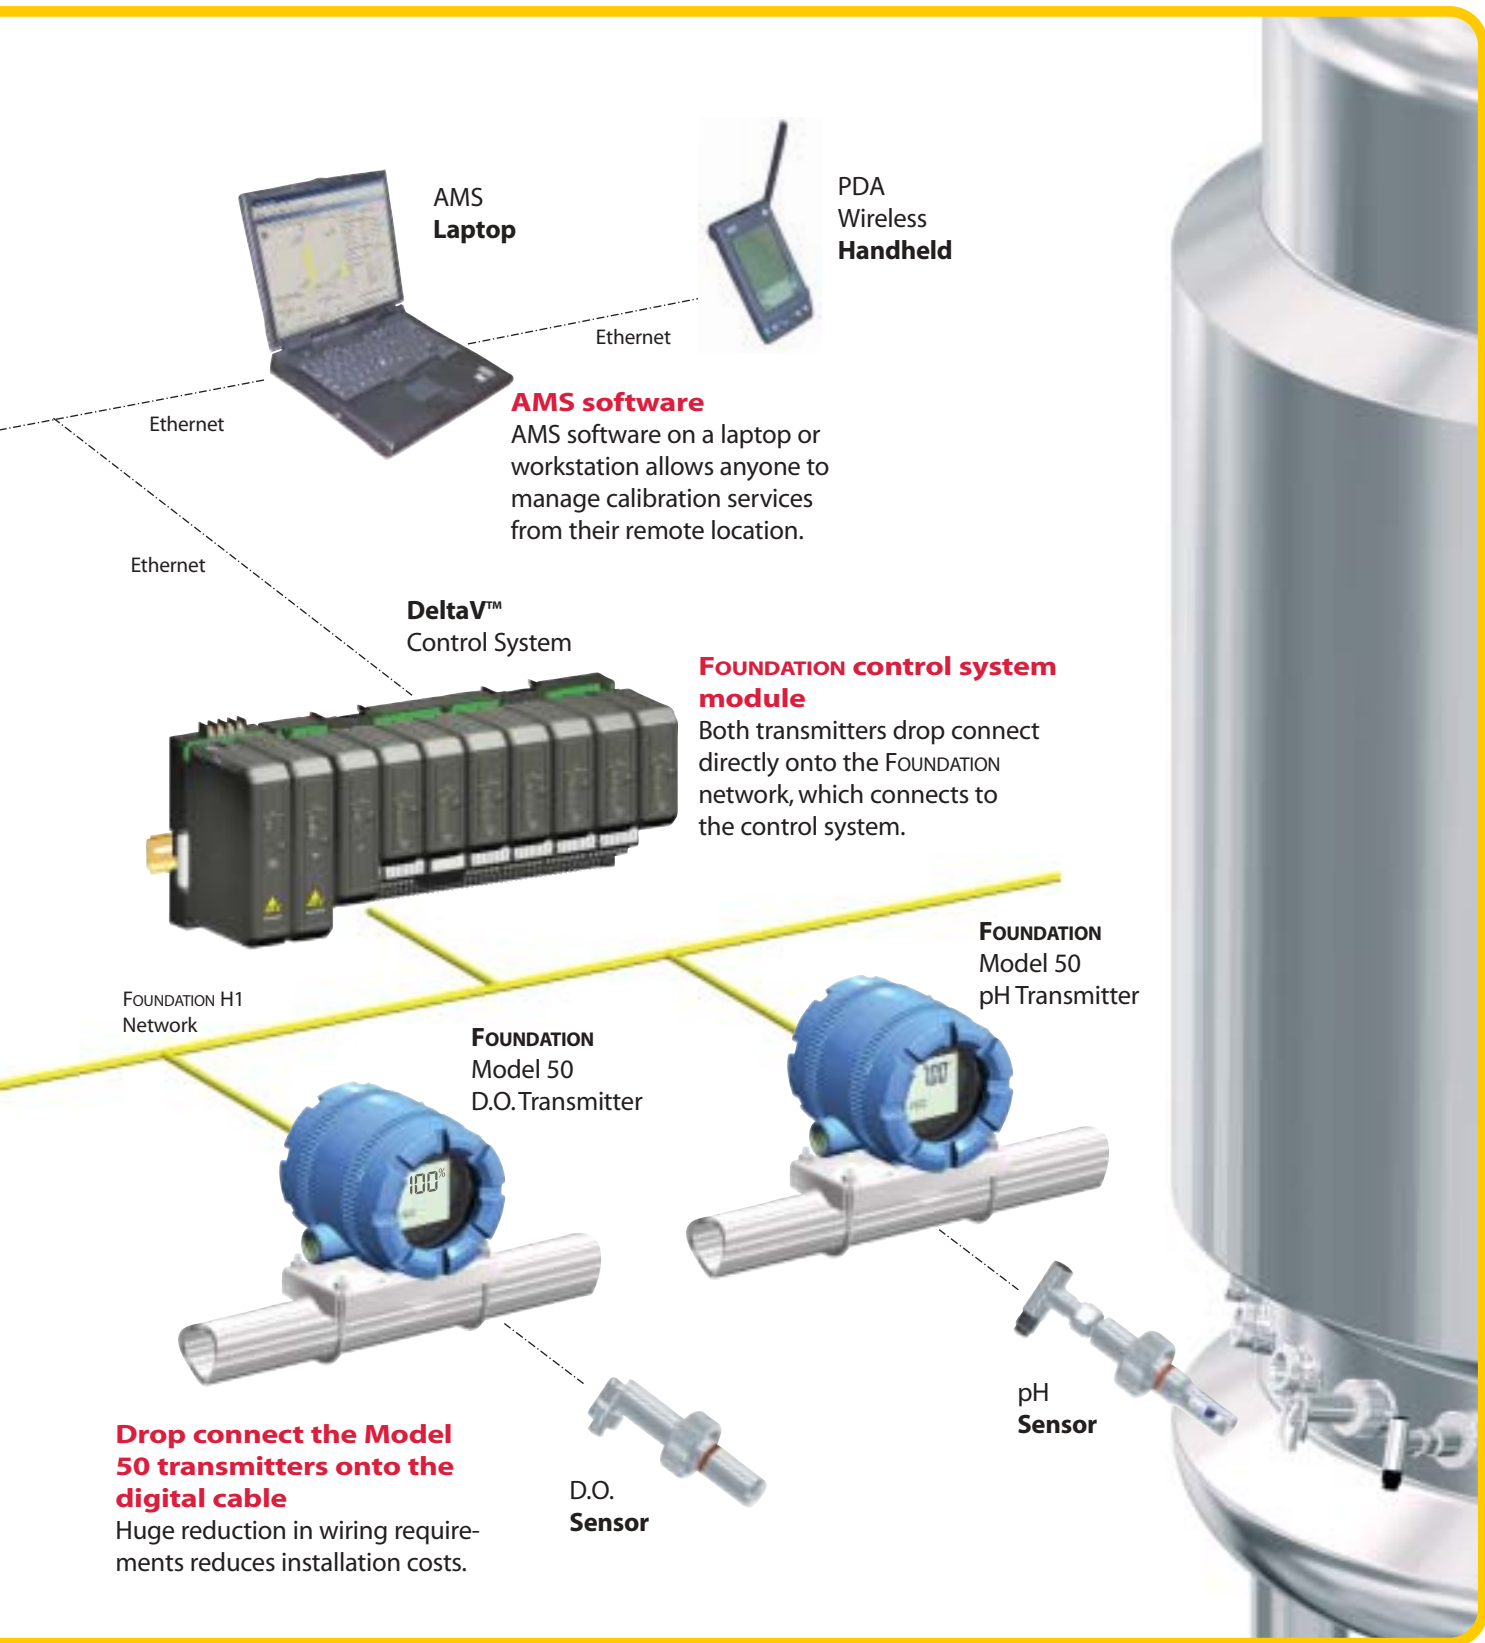 AMS
Laptop
PDA
Wireless
Handheld
Ethernet
Ethernet
AMS software
AMS software on a laptop or
workstation allows anyone to
manage calibration services
from their remote location.
Ethernet
DeltaV™
Control System
FOUNDATION control system
module
Both transmitters drop connect
directly onto the FOUNDATION
network, which connects to
the control system.
FOUNDATION
Model 50
pH Transmitter
FOUNDATION H1
Network
FOUNDATION
Model 50
D.O. Transmitter
7.00
100%
pH
Sensor
Drop connect the Model
50 transmitters onto the
digital cable
Huge reduction in wiring require-
ments reduces installation costs.
D.O.
Sensor